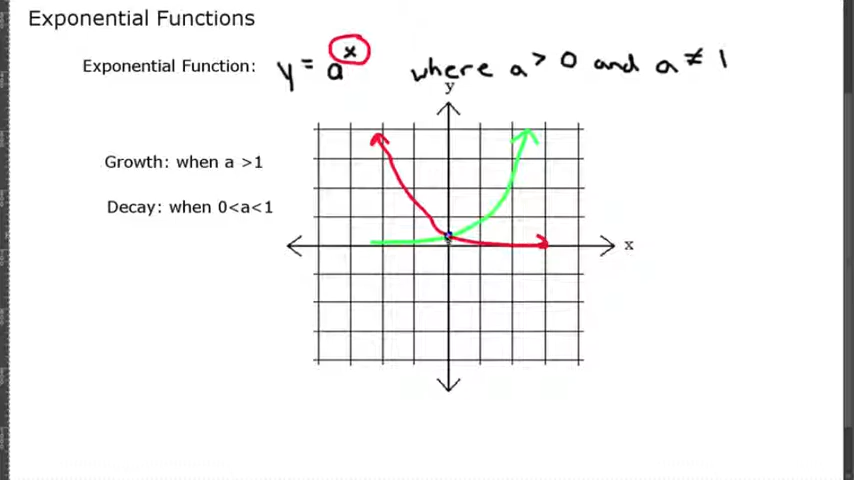 Exponential Functions
Exponential Function: y = a^x where a > 0 and a ≠ 1
y
Growth: when a >1
Decay: when 0<a<1
x